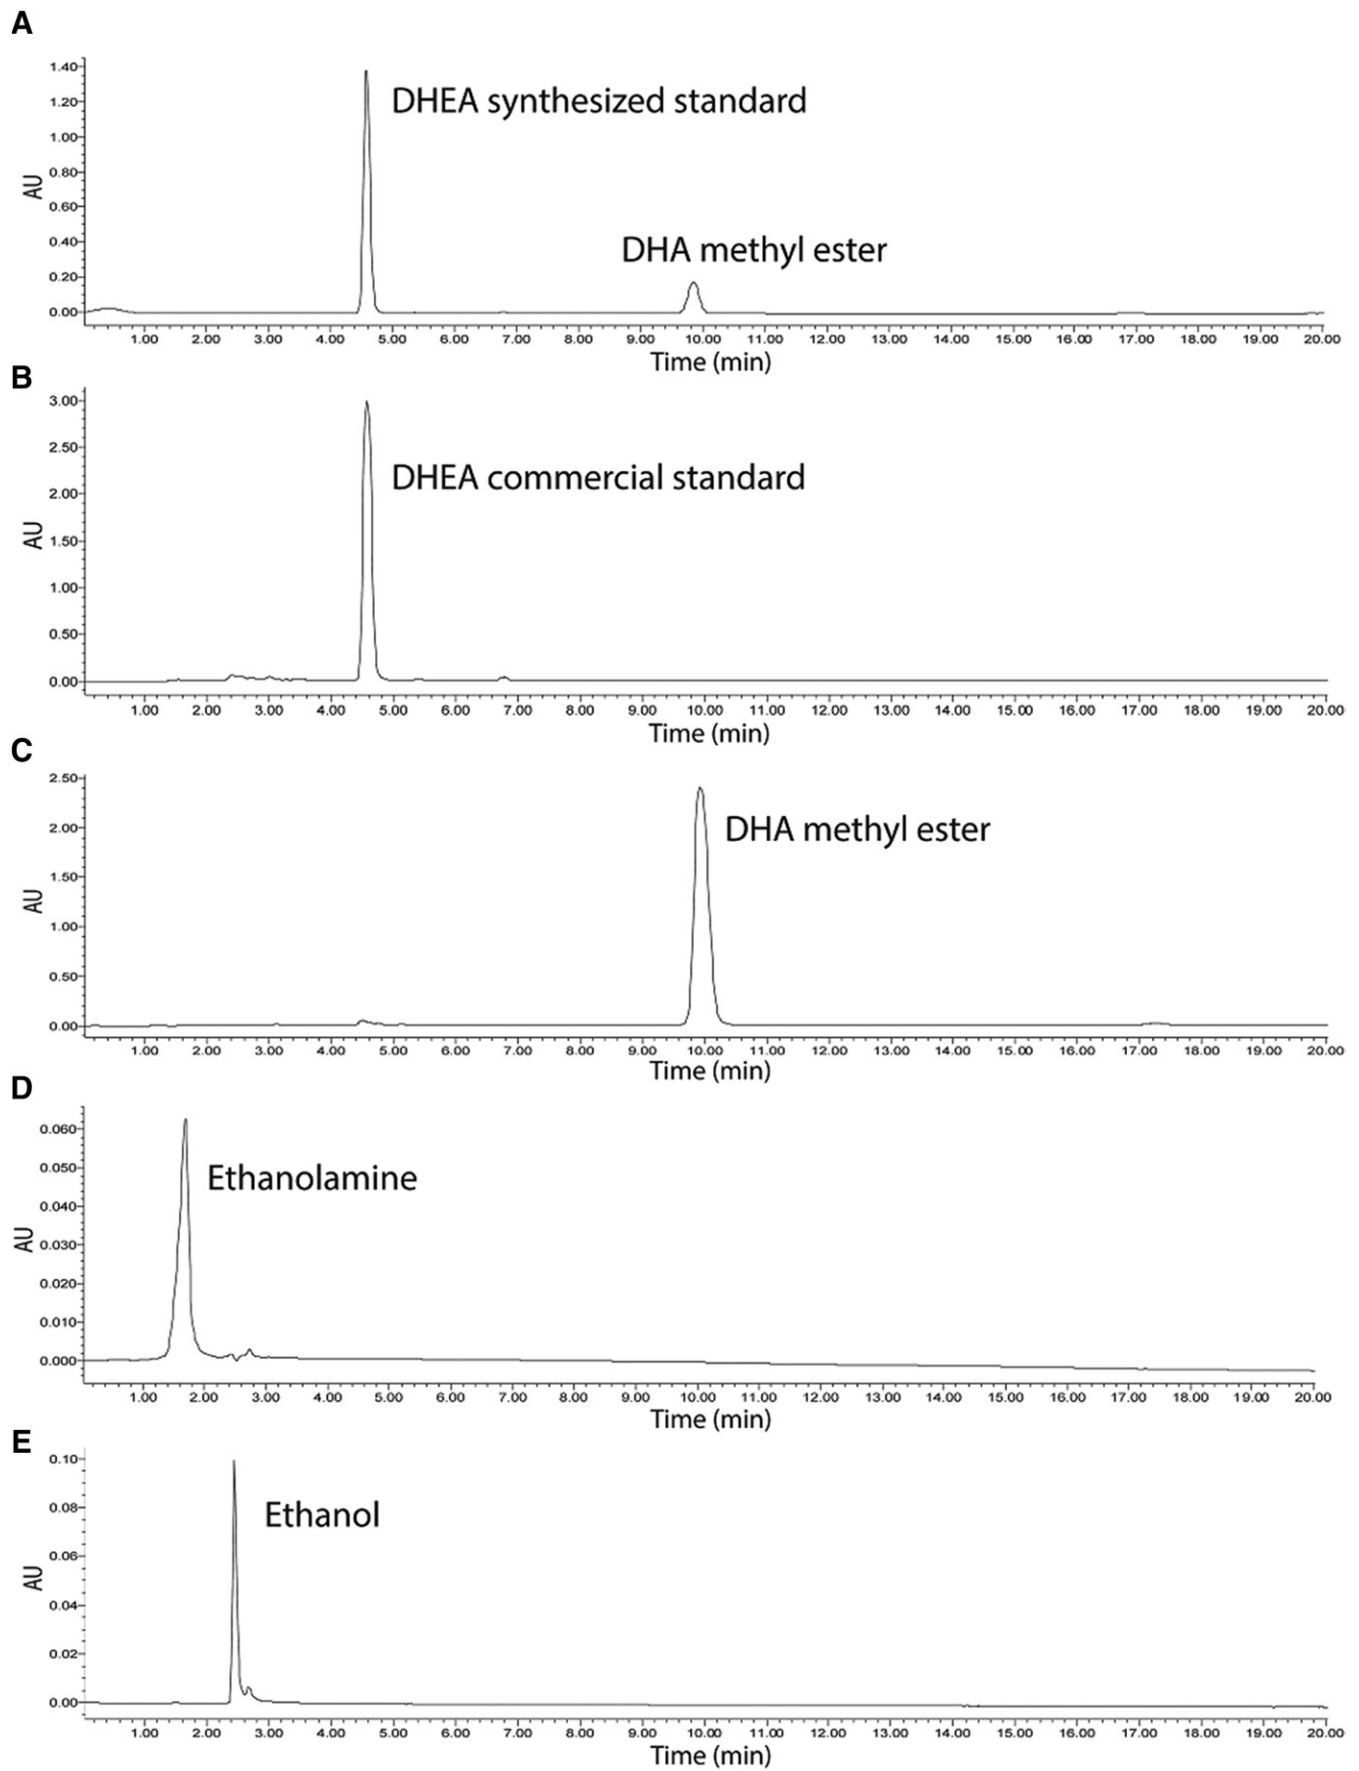 A
1.40
1.20
DHEA synthesized standard
1.00
0.80
AU
0.60
0.40
DHA methyl ester
0.20
0.00
1.00 2.00 3.00 4.00 5.00 6.00 7.00 8.00 9.00 10.00 11.00 12.00 13.00 14.00 15.00 16.00 17.00 18.00 19.00 20.00
Time (min)
B
3.00
2.50
DHEA commercial standard
2.00
AU
1.50
1.00
0.50
0.00
1.00 2.00 3.00 4.00 5.00 6.00 7.00 8.00 9.00 10.00 11.00 12.00 13.00 14.00 15.00 16.00 17.00 18.00 19.00 20.00
Time (min)
C
2.50
2.00
DHA methyl ester
1.50
AU
1.00
0.50
0.00
1.00 2.00 3.00 4.00 5.00 6.00 7.00 8.00 9.00 10.00 11.00 12.00 13.00 14.00 15.00 16.00 17.00 18.00 19.00 20.00
Time (min)
D
0.060
0.050
Ethanolamine
0.040
AU
0.030
0.020
0.010
0.000
1.00 2.00 3.00 4.00 5.00 6.00 7.00 8.00 9.00 10.00 11.00 12.00 13.00 14.00 15.00 16.00 17.00 18.00 19.00 20.00
Time (min)
E
0.10
Ethanol
0.08
0.06
AU
0.04
0.02
0.00
1.00 2.00 3.00 4.00 5.00 6.00 7.00 8.00 9.00 10.00 11.00 12.00 13.00 14.00 15.00 16.00 17.00 18.00 19.00 20.00
Time (min)